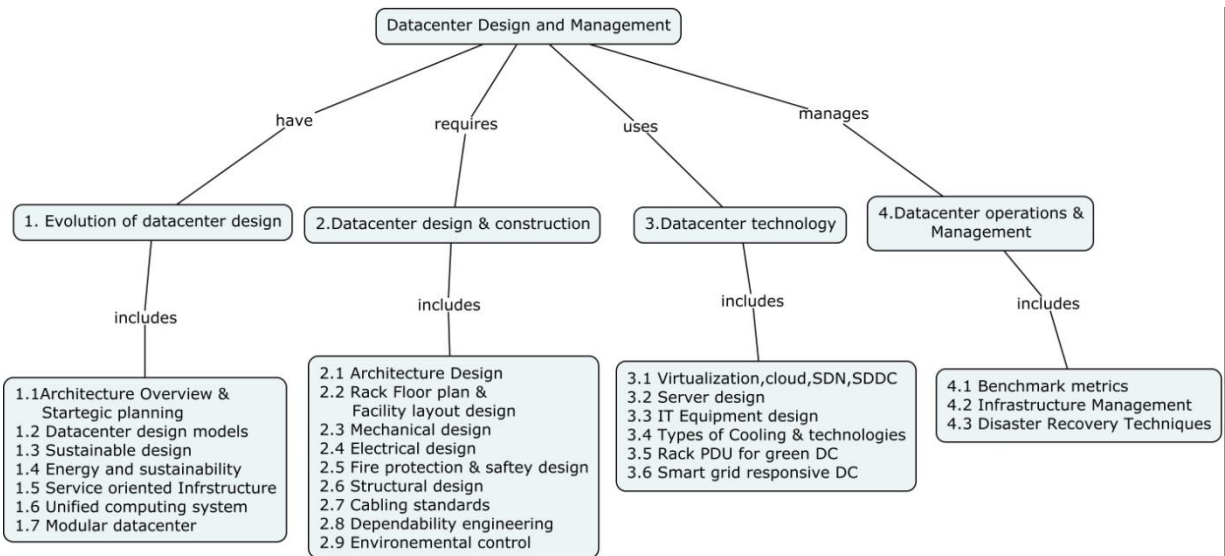 Datacenter Design and Management
have
requires
uses
manages
1. Evolution of datacenter design
2.Datacenter design & construction
3.Datacenter technology
4.Datacenter operations &
Management
includes
includes
includes
includes
1.1Architecture Overview &
Startegic planning
1.2 Datacenter design models
1.3 Sustainable design
1.4 Energy and sustainability
1.5 Service oriented Infrstructure
1.6 Unified computing system
1.7 Modular datacenter
2.1 Architecture Design
2.2 Rack Floor plan &
Facility layout design
2.3 Mechanical design
2.4 Electrical design
2.5 Fire protection & saftey design
2.6 Structural design
2.7 Cabling standards
2.8 Dependability engineering
2.9 Environemental control
3.1 Virtualization,cloud,SDN,SDDC
3.2 Server design
3.3 IT Equipment design
3.4 Types of Cooling & technologies
3.5 Rack PDU for green DC
3.6 Smart grid responsive DC
4.1 Benchmark metrics
4.2 Infrastructure Management
4.3 Disaster Recovery Techniques